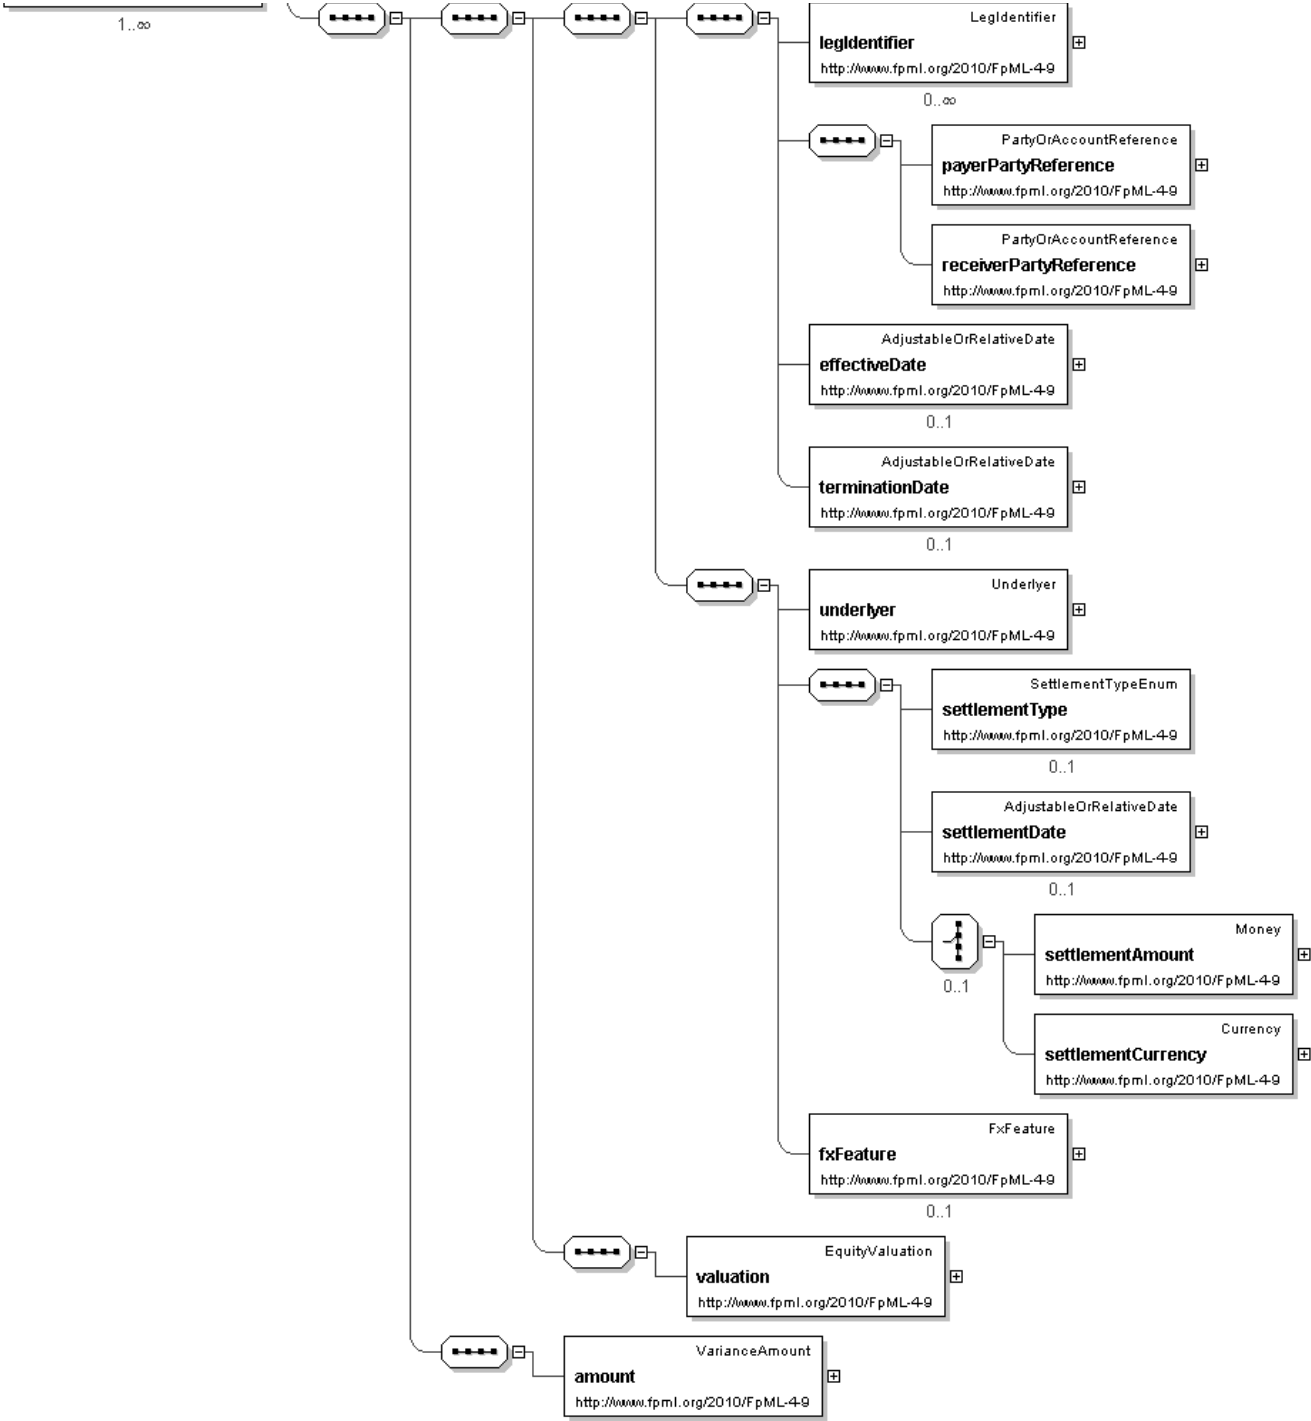 1..∞
LegIdentifier
legIdentifier
http://www.fpml.org/2010/FpML-4-9
0..∞
PartyOrAccountReference
payerPartyReference
http://www.fpml.org/2010/FpML-4-9
PartyOrAccountReference
receiverPartyReference
http://www.fpml.org/2010/FpML-4-9
AdjustableOrRelativeDate
effectiveDate
http://www.fpml.org/2010/FpML-4-9
0..1
AdjustableOrRelativeDate
terminationDate
http://www.fpml.org/2010/FpML-4-9
0..1
Underlyer
underlyer
http://www.fpml.org/2010/FpML-4-9
SettlementTypeEnum
settlementType
http://www.fpml.org/2010/FpML-4-9
0..1
AdjustableOrRelativeDate
settlementDate
http://www.fpml.org/2010/FpML-4-9
0..1
Money
settlementAmount
http://www.fpml.org/2010/FpML-4-9
0..1
Currency
settlementCurrency
http://www.fpml.org/2010/FpML-4-9
FxFeature
fxFeature
http://www.fpml.org/2010/FpML-4-9
0..1
EquityValuation
valuation
http://www.fpml.org/2010/FpML-4-9
VarianceAmount
amount
http://www.fpml.org/2010/FpML-4-9